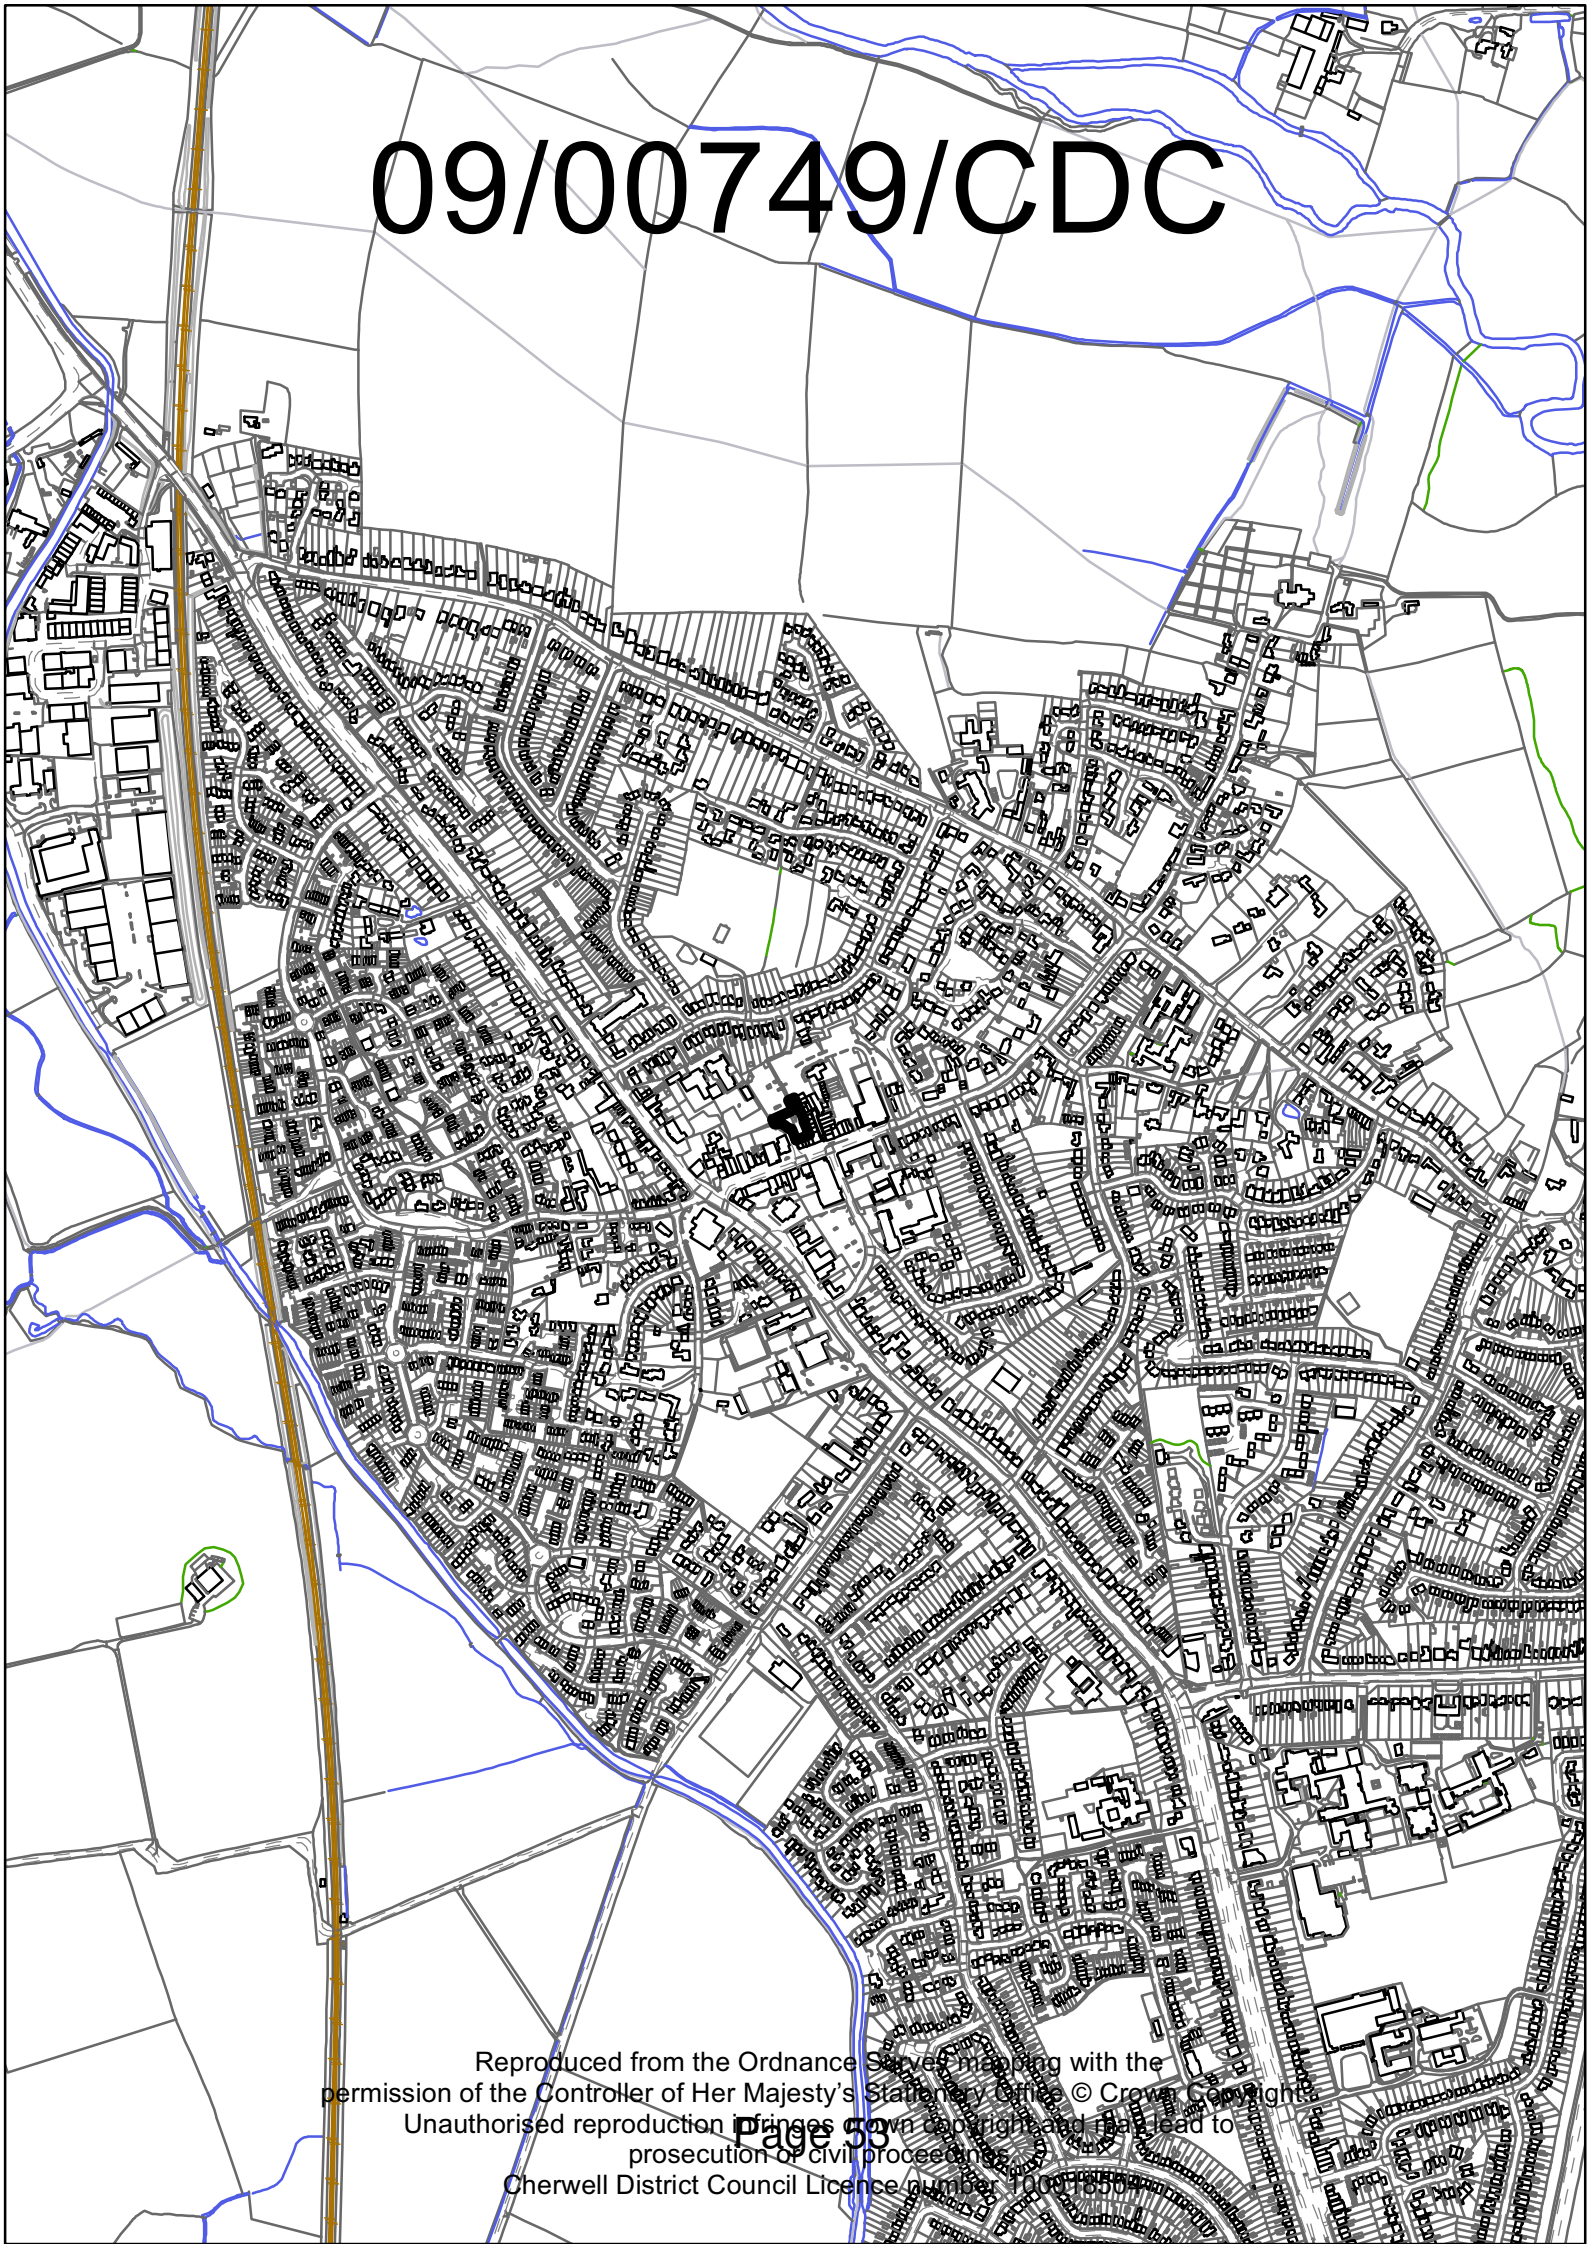 09/00749/CDC
Reproduced from the Ordnance Survey mapping with the
permission of the Controller of Her Majesty's Stationery Office © Crown Copyright.
Unauthorised reproduction infringes crown copyright and may lead to
Page 53
prosecution or civil proceedings.
Cherwell District Council Licence number 100018504